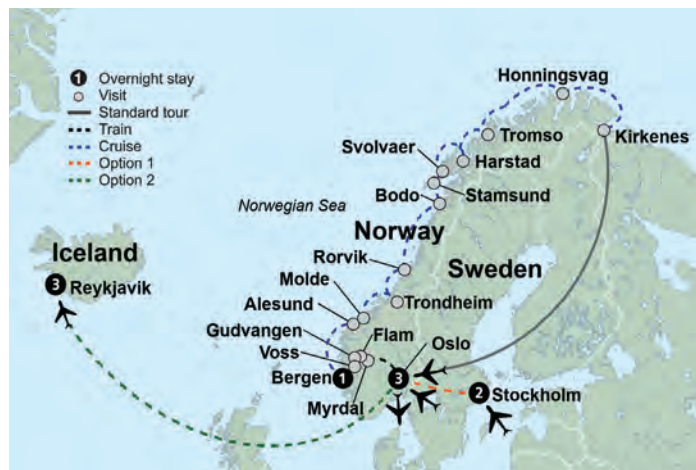 1 Overnight stay
Visit
Standard tour
Train
Cruise
Option 1
Option 2
Honningsvag
Tromso
Kirkenes
Svolvaer
Harstad
Bodo
Stamsund
Norwegian Sea
Norway
Iceland
3 Reykjavik
Rorvik
Sweden
Molde
Trondheim
Alesund
Gudvangen
Flam
Oslo
Voss
Bergen 1
3
2 Stockholm
Myrdal